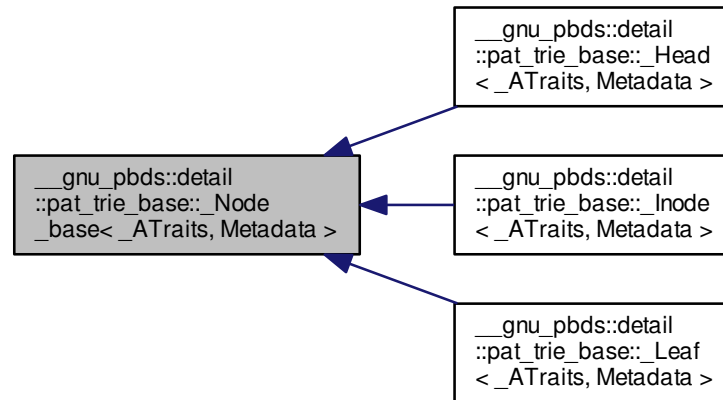 __gnu_pbds::detail
::pat_trie_base::_Head
< _ATraits, Metadata >
__gnu_pbds::detail
::pat_trie_base::_Node
_base< _ATraits, Metadata >
__gnu_pbds::detail
::pat_trie_base::_Inode
< _ATraits, Metadata >
__gnu_pbds::detail
::pat_trie_base::_Leaf
< _ATraits, Metadata >